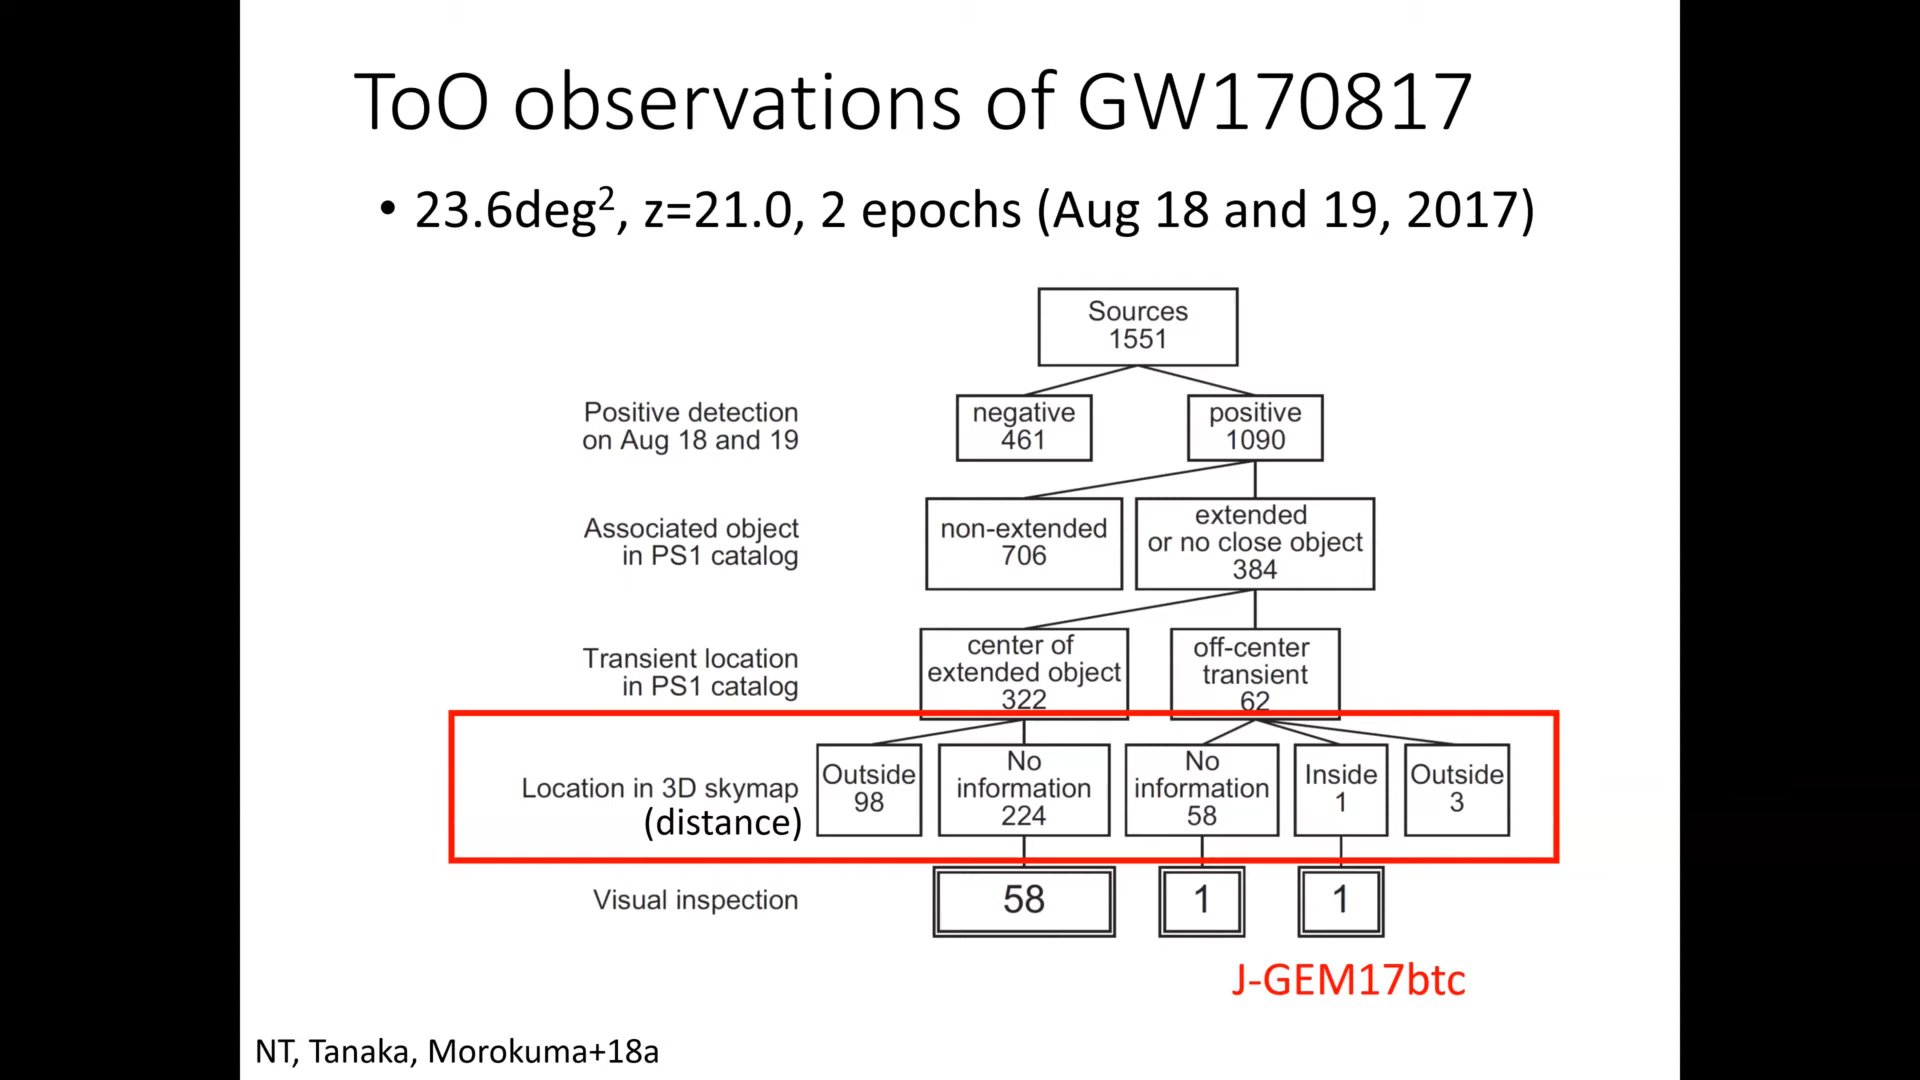 ToO observations of GW170817
• 23.6deg², z=21.0, 2 epochs (Aug 18 and 19, 2017)
Sources
1551
Positive detection
on Aug 18 and 19
negative
461
positive
1090
Associated object
in PS1 catalog
non-extended
706
extended
or no close object
384
Transient location
in PS1 catalog
center of
extended object
322
off-center
transient
62
Location in 3D skymap
(distance)
Outside
98
No
information
224
No
information
58
Inside
1
Outside
3
Visual inspection
58
1
1
J-GEM17btc
NT, Tanaka, Morokuma+18a